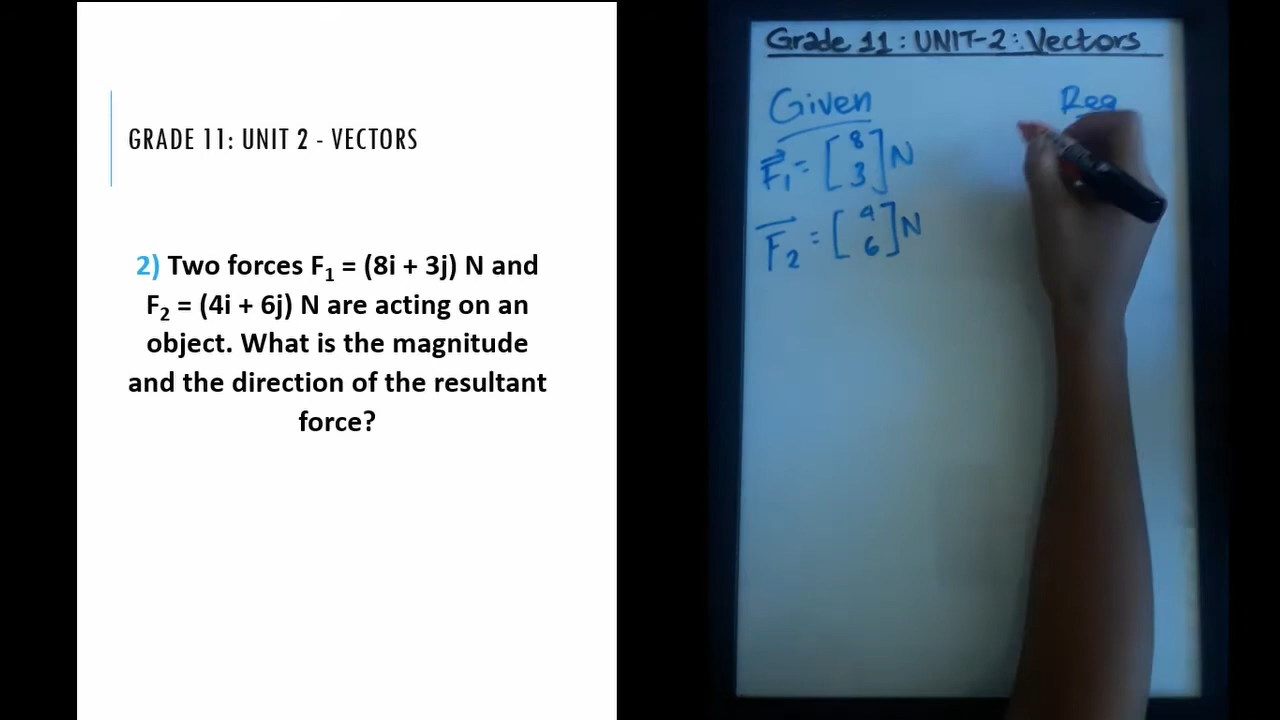 GRADE 11: UNIT 2 - VECTORS
2) Two forces F₁ = (8i + 3j) N and
F₂ = (4i + 6j) N are acting on an
object. What is the magnitude
and the direction of the resultant
force?
Grade 11 : UNIT-2 : Vectors
Given
F₁ = [8 3] N
F₂ = [4 6] N
Req